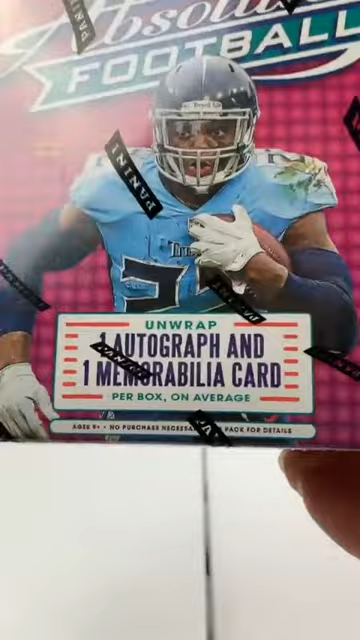 Absolute
FOOTBALL
PANINI
UNWRAP
1 AUTOGRAPH AND
1 MEMORABILIA CARD
PER BOX, ON AVERAGE
AGES 9+ • NO PURCHASE NECESSA PACK FOR DETAILS